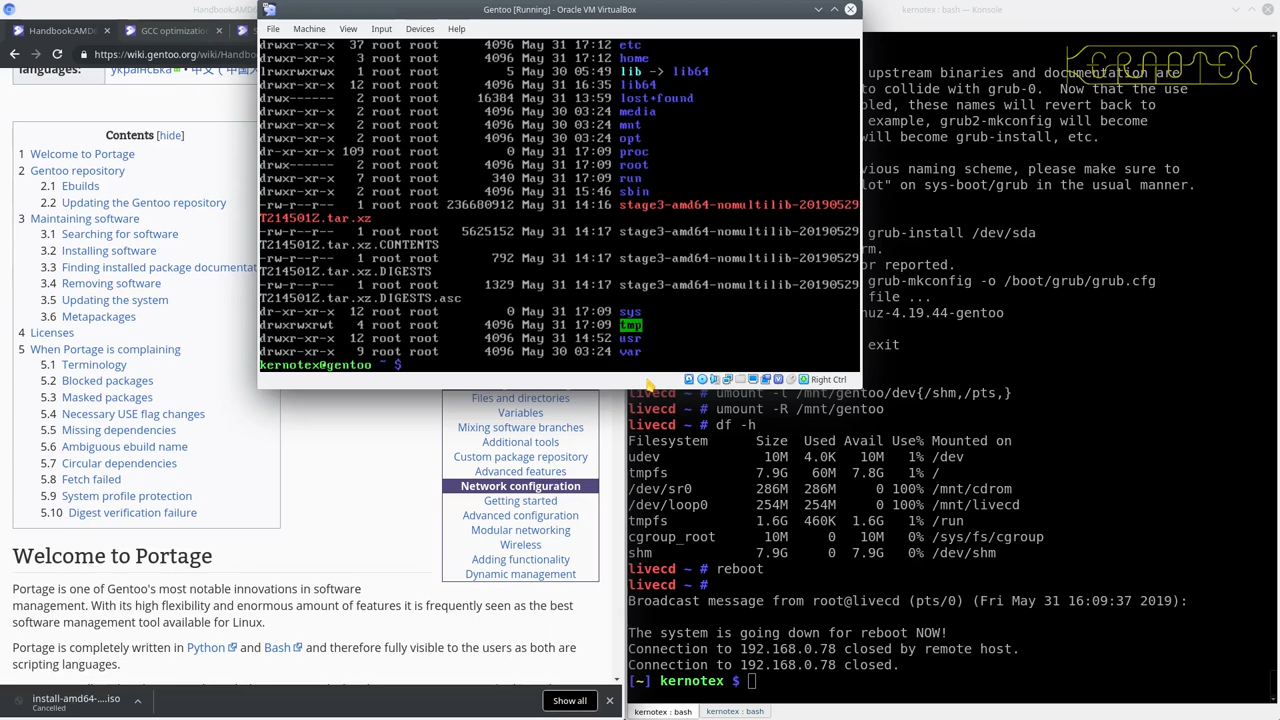 Handbook:AMD6
Gentoo [Running] - Oracle VM VirtualBox
kernotex : bash — Konsole
Handbook:AMD6
GCC optimization
File Machine View Input Devices Help
https://wiki.gentoo.org/wiki/Handb
languages:
українська
中文
Contents [hide]
1 Welcome to Portage
2 Gentoo repository
2.1 Ebuilds
2.2 Updating the Gentoo repository
3 Maintaining software
3.1 Searching for software
3.2 Installing software
3.3 Finding installed package documentat
3.4 Removing software
3.5 Updating the system
3.6 Metapackages
4 Licenses
5 When Portage is complaining
5.1 Terminology
5.2 Blocked packages
5.3 Masked packages
5.4 Necessary USE flag changes
5.5 Missing dependencies
5.6 Ambiguous ebuild name
5.7 Circular dependencies
5.8 Fetch failed
5.9 System profile protection
5.10 Digest verification failure
Welcome to Portage
Portage is one of Gentoo's most notable innovations in software
management. With its high flexibility and enormous amount of features it is frequently seen as the best
software management tool available for Linux.
Portage is completely written in Python and Bash and therefore fully visible to the users as both are
scripting languages.
install-amd64-....iso
Cancelled
Show all
drwxr-xr-x 37 root root 4096 May 31 17:12 etc
drwxr-xr-x 3 root root 4096 May 31 17:12 home
lrwxrwxrwx 1 root root 5 May 30 05:49 lib -> lib64
drwxr-xr-x 12 root root 4096 May 31 16:35 lib64
drwx------ 2 root root 16384 May 31 13:59 lost+found
drwxr-xr-x 2 root root 4096 May 30 03:24 media
drwxr-xr-x 2 root root 4096 May 30 03:24 mnt
drwxr-xr-x 2 root root 4096 May 30 03:24 opt
dr-xr-xr-x 109 root root 0 May 31 17:09 proc
drwx------ 2 root root 4096 May 31 16:22 root
drwxr-xr-x 7 root root 340 May 31 17:09 run
drwxr-xr-x 2 root root 4096 May 31 15:46 sbin
-rw-r--r-- 1 root root 236680912 May 31 14:16 stage3-amd64-nomultilib-20190529
T214501Z.tar.xz
-rw-r--r-- 1 root root 5625152 May 31 14:17 stage3-amd64-nomultilib-20190529
T214501Z.tar.xz.CONTENTS
-rw-r--r-- 1 root root 792 May 31 14:17 stage3-amd64-nomultilib-20190529
T214501Z.tar.xz.DIGESTS
-rw-r--r-- 1 root root 1329 May 31 14:17 stage3-amd64-nomultilib-20190529
T214501Z.tar.xz.DIGESTS.asc
dr-xr-xr-x 12 root root 0 May 31 17:09 sys
drwxrwxrwt 4 root root 4096 May 31 17:09 tmp
drwxr-xr-x 12 root root 4096 May 31 14:52 usr
drwxr-xr-x 9 root root 4096 May 30 03:24 var
kernotex@gentoo ~ $
Right Ctrl
Files and directories
Variables
Mixing software branches
Additional tools
Custom package repository
Advanced features
Network configuration
Getting started
Advanced configuration
Modular networking
Wireless
Adding functionality
Dynamic management
KERNOTEX
upstream binaries and documentation are
to collide with grub-0. Now that the use
bled, these names will revert back to
example, grub2-mkconfig will become
will become grub-install, etc.
vious naming scheme, please make sure to
lot" on sys-boot/grub in the usual manner.
grub-install /dev/sda
rm.
or reported.
grub-mkconfig -o /boot/grub/grub.cfg
file ...
nuz-4.19.44-gentoo
exit
livecd ~ # umount -l /mnt/gentoo/dev{/shm,/pts,}
livecd ~ # umount -R /mnt/gentoo
livecd ~ # df -h
Filesystem Size Used Avail Use% Mounted on
udev 10M 4.0K 10M 1% /dev
tmpfs 7.9G 60M 7.8G 1% /
/dev/sr0 286M 286M 0 100% /mnt/cdrom
/dev/loop0 254M 254M 0 100% /mnt/livecd
tmpfs 1.6G 460K 1.6G 1% /run
cgroup_root 10M 0 10M 0% /sys/fs/cgroup
shm 7.9G 0 7.9G 0% /dev/shm
livecd ~ # reboot
livecd ~ #
Broadcast message from root@livecd (pts/0) (Fri May 31 16:09:37 2019):
The system is going down for reboot NOW!
Connection to 192.168.0.78 closed by remote host.
Connection to 192.168.0.78 closed.
[~] kernotex $
kernotex : bash
kernotex : bash